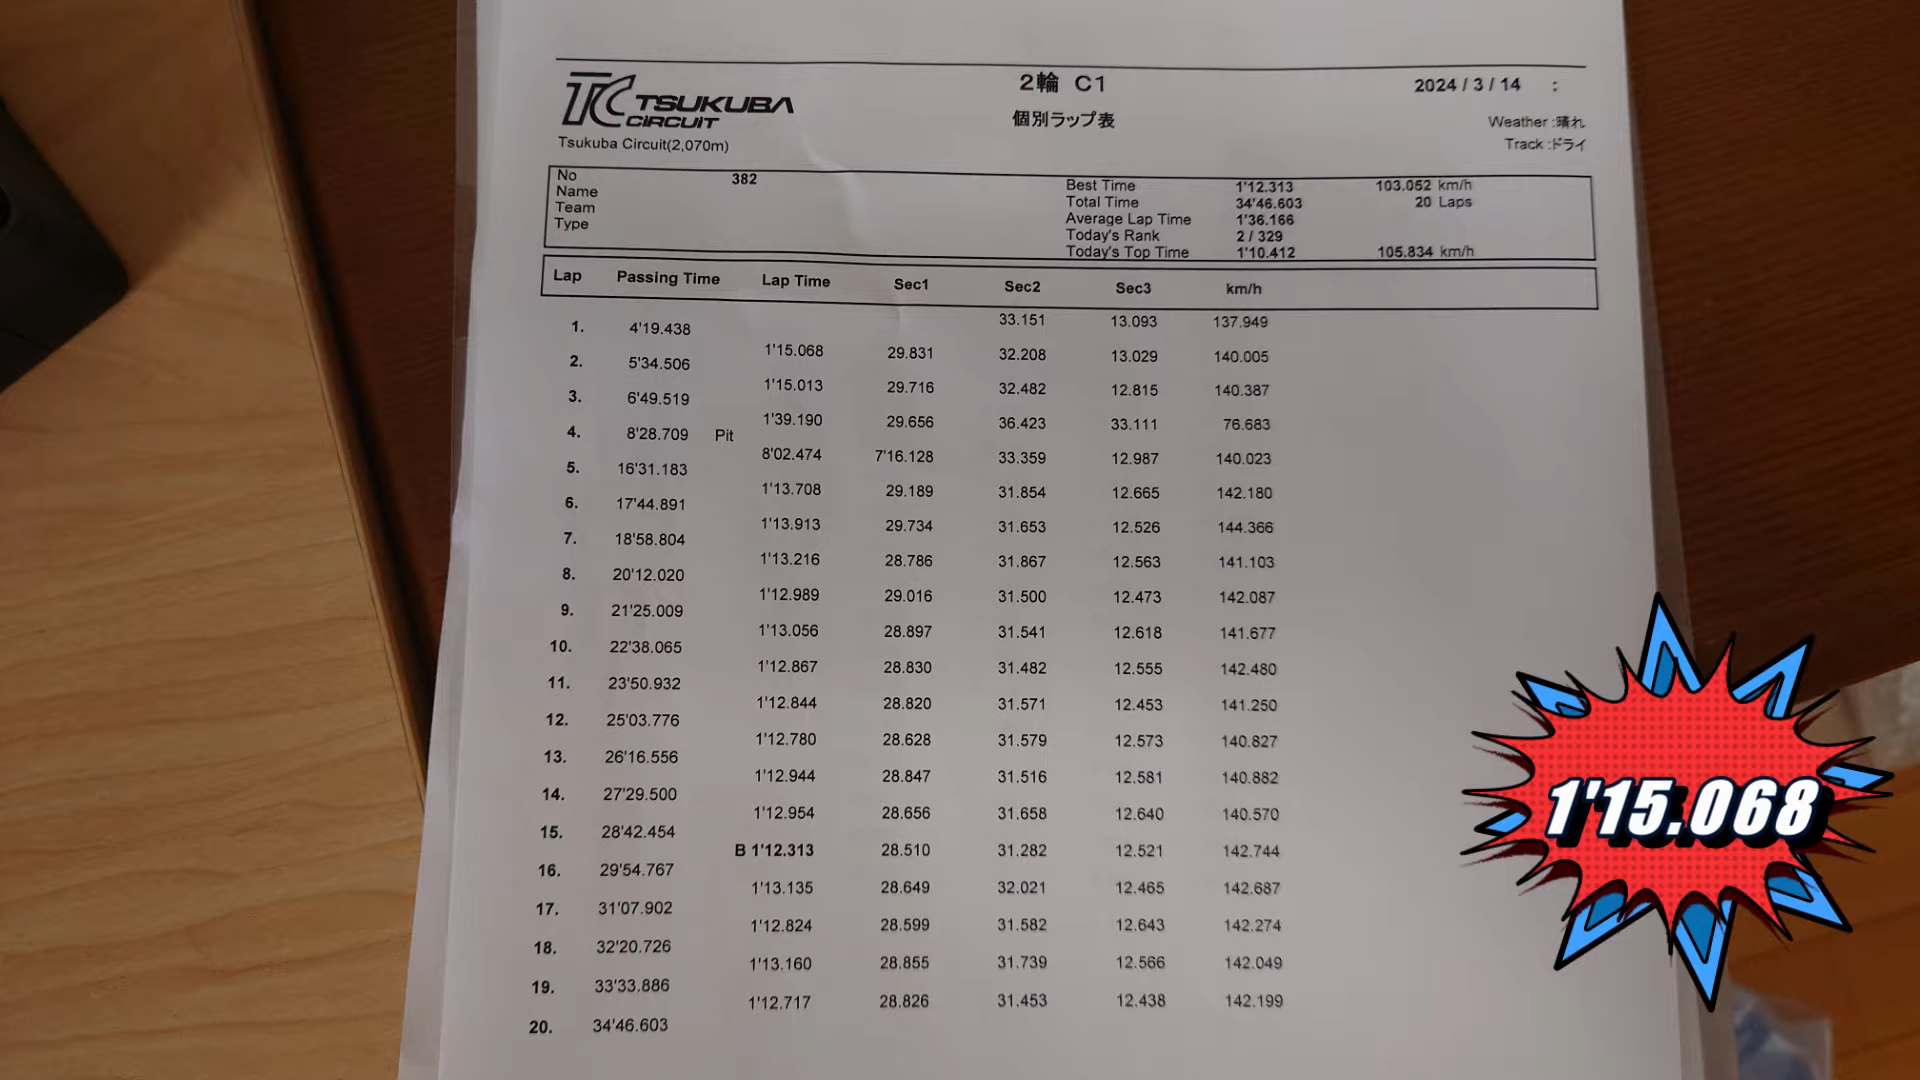 TC TSUKUBA CIRCUIT
Tsukuba Circuit(2,070m)
2輪 C1
個別ラップ表
2024 / 3 / 14 :
Weather :晴れ
Track :ドライ
No 382
Name
Team
Type
Best Time 1'12.313 103.052 km/h
Total Time 34'46.603 20 Laps
Average Lap Time 1'36.166
Today's Rank 2 / 329
Today's Top Time 1'10.412 105.834 km/h
Lap Passing Time Lap Time Sec1 Sec2 Sec3 km/h
1. 4'19.438 33.151 13.093 137.949
1'15.068 29.831 32.208 13.029 140.005
2. 5'34.506
1'15.013 29.716 32.482 12.815 140.387
3. 6'49.519
1'39.190 29.656 36.423 33.111 76.683
4. 8'28.709 Pit
8'02.474 7'16.128 33.359 12.987 140.023
5. 16'31.183
1'13.708 29.189 31.854 12.665 142.180
6. 17'44.891
1'13.913 29.734 31.653 12.526 144.366
7. 18'58.804
1'13.216 28.786 31.867 12.563 141.103
8. 20'12.020
1'12.989 29.016 31.500 12.473 142.087
9. 21'25.009
1'13.056 28.897 31.541 12.618 141.677
10. 22'38.065
1'12.867 28.830 31.482 12.555 142.480
11. 23'50.932
1'12.844 28.820 31.571 12.453 141.250
12. 25'03.776
1'12.780 28.628 31.579 12.573 140.827
13. 26'16.556
1'12.944 28.847 31.516 12.581 140.882
14. 27'29.500
1'12.954 28.656 31.658 12.640 140.570
15. 28'42.454
B 1'12.313 28.510 31.282 12.521 142.744
16. 29'54.767
1'13.135 28.649 32.021 12.465 142.687
17. 31'07.902
1'12.824 28.599 31.582 12.643 142.274
18. 32'20.726
1'13.160 28.855 31.739 12.566 142.049
19. 33'33.886
1'12.717 28.826 31.453 12.438 142.199
20. 34'46.603
1'15.068